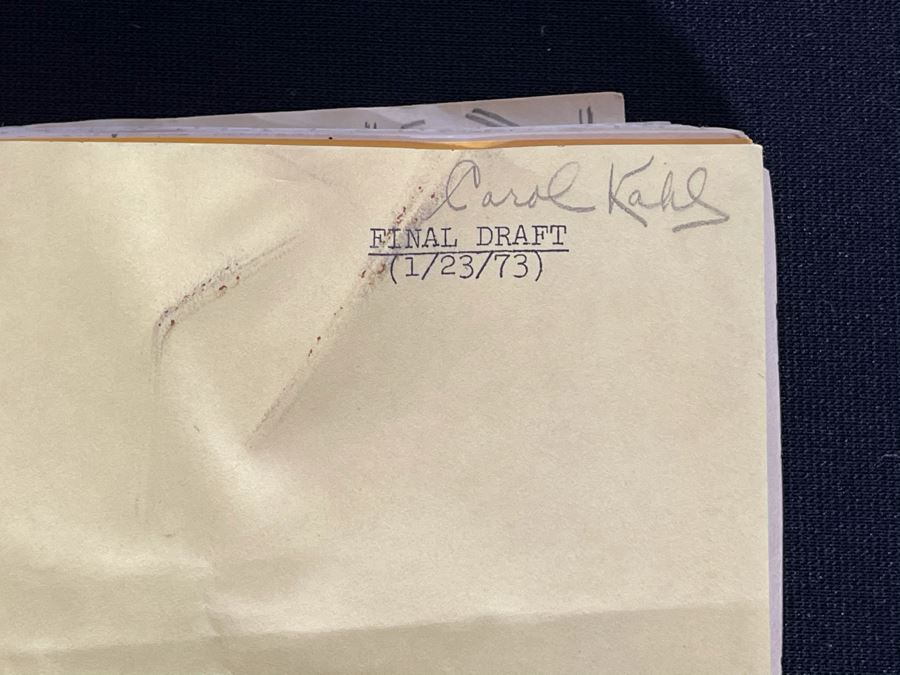 Carol Kahl
FINAL DRAFT
(1/23/73)